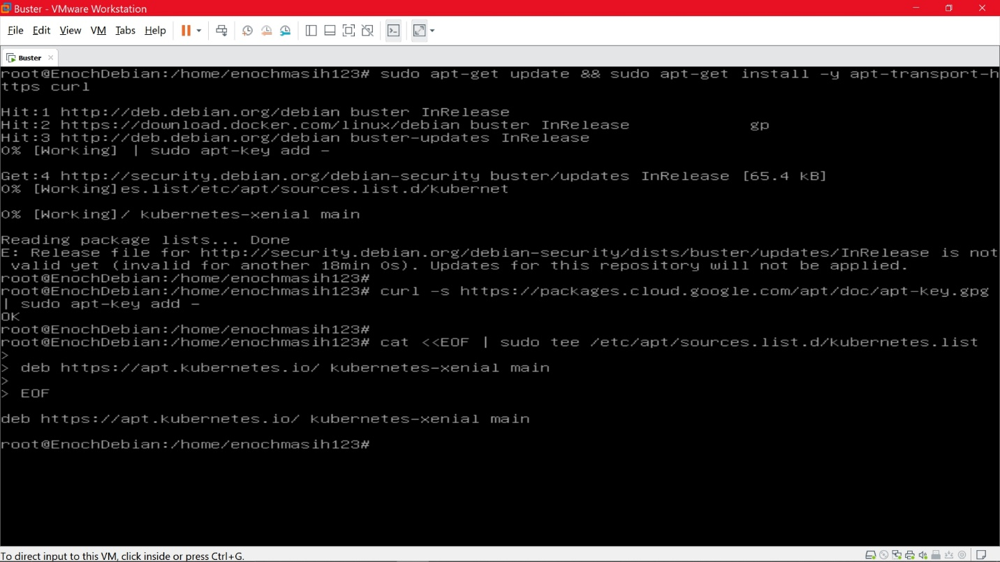 Buster - VMware Workstation
File Edit View VM Tabs Help
Buster
root@EnochDebian:/home/enochmasih123# sudo apt-get update && sudo apt-get install -y apt-transport-h
ttps curl
Hit:1 http://deb.debian.org/debian buster InRelease
Hit:2 https://download.docker.com/linux/debian buster InRelease gp
Hit:3 http://deb.debian.org/debian buster-updates InRelease
0% [Working] | sudo apt-key add -
Get:4 http://security.debian.org/debian-security buster/updates InRelease [65.4 kB]
0% [Working]es.list/etc/apt/sources.list.d/kubernet
0% [Working]/ kubernetes-xenial main
Reading package lists... Done
E: Release file for http://security.debian.org/debian-security/dists/buster/updates/InRelease is not
valid yet (invalid for another 18min 0s). Updates for this repository will not be applied.
root@EnochDebian:/home/enochmasih123#
root@EnochDebian:/home/enochmasih123# curl -s https://packages.cloud.google.com/apt/doc/apt-key.gpg
| sudo apt-key add -
OK
root@EnochDebian:/home/enochmasih123#
root@EnochDebian:/home/enochmasih123# cat <<EOF | sudo tee /etc/apt/sources.list.d/kubernetes.list
>
> deb https://apt.kubernetes.io/ kubernetes-xenial main
>
> EOF
deb https://apt.kubernetes.io/ kubernetes-xenial main
root@EnochDebian:/home/enochmasih123#
To direct input to this VM, click inside or press Ctrl+G.